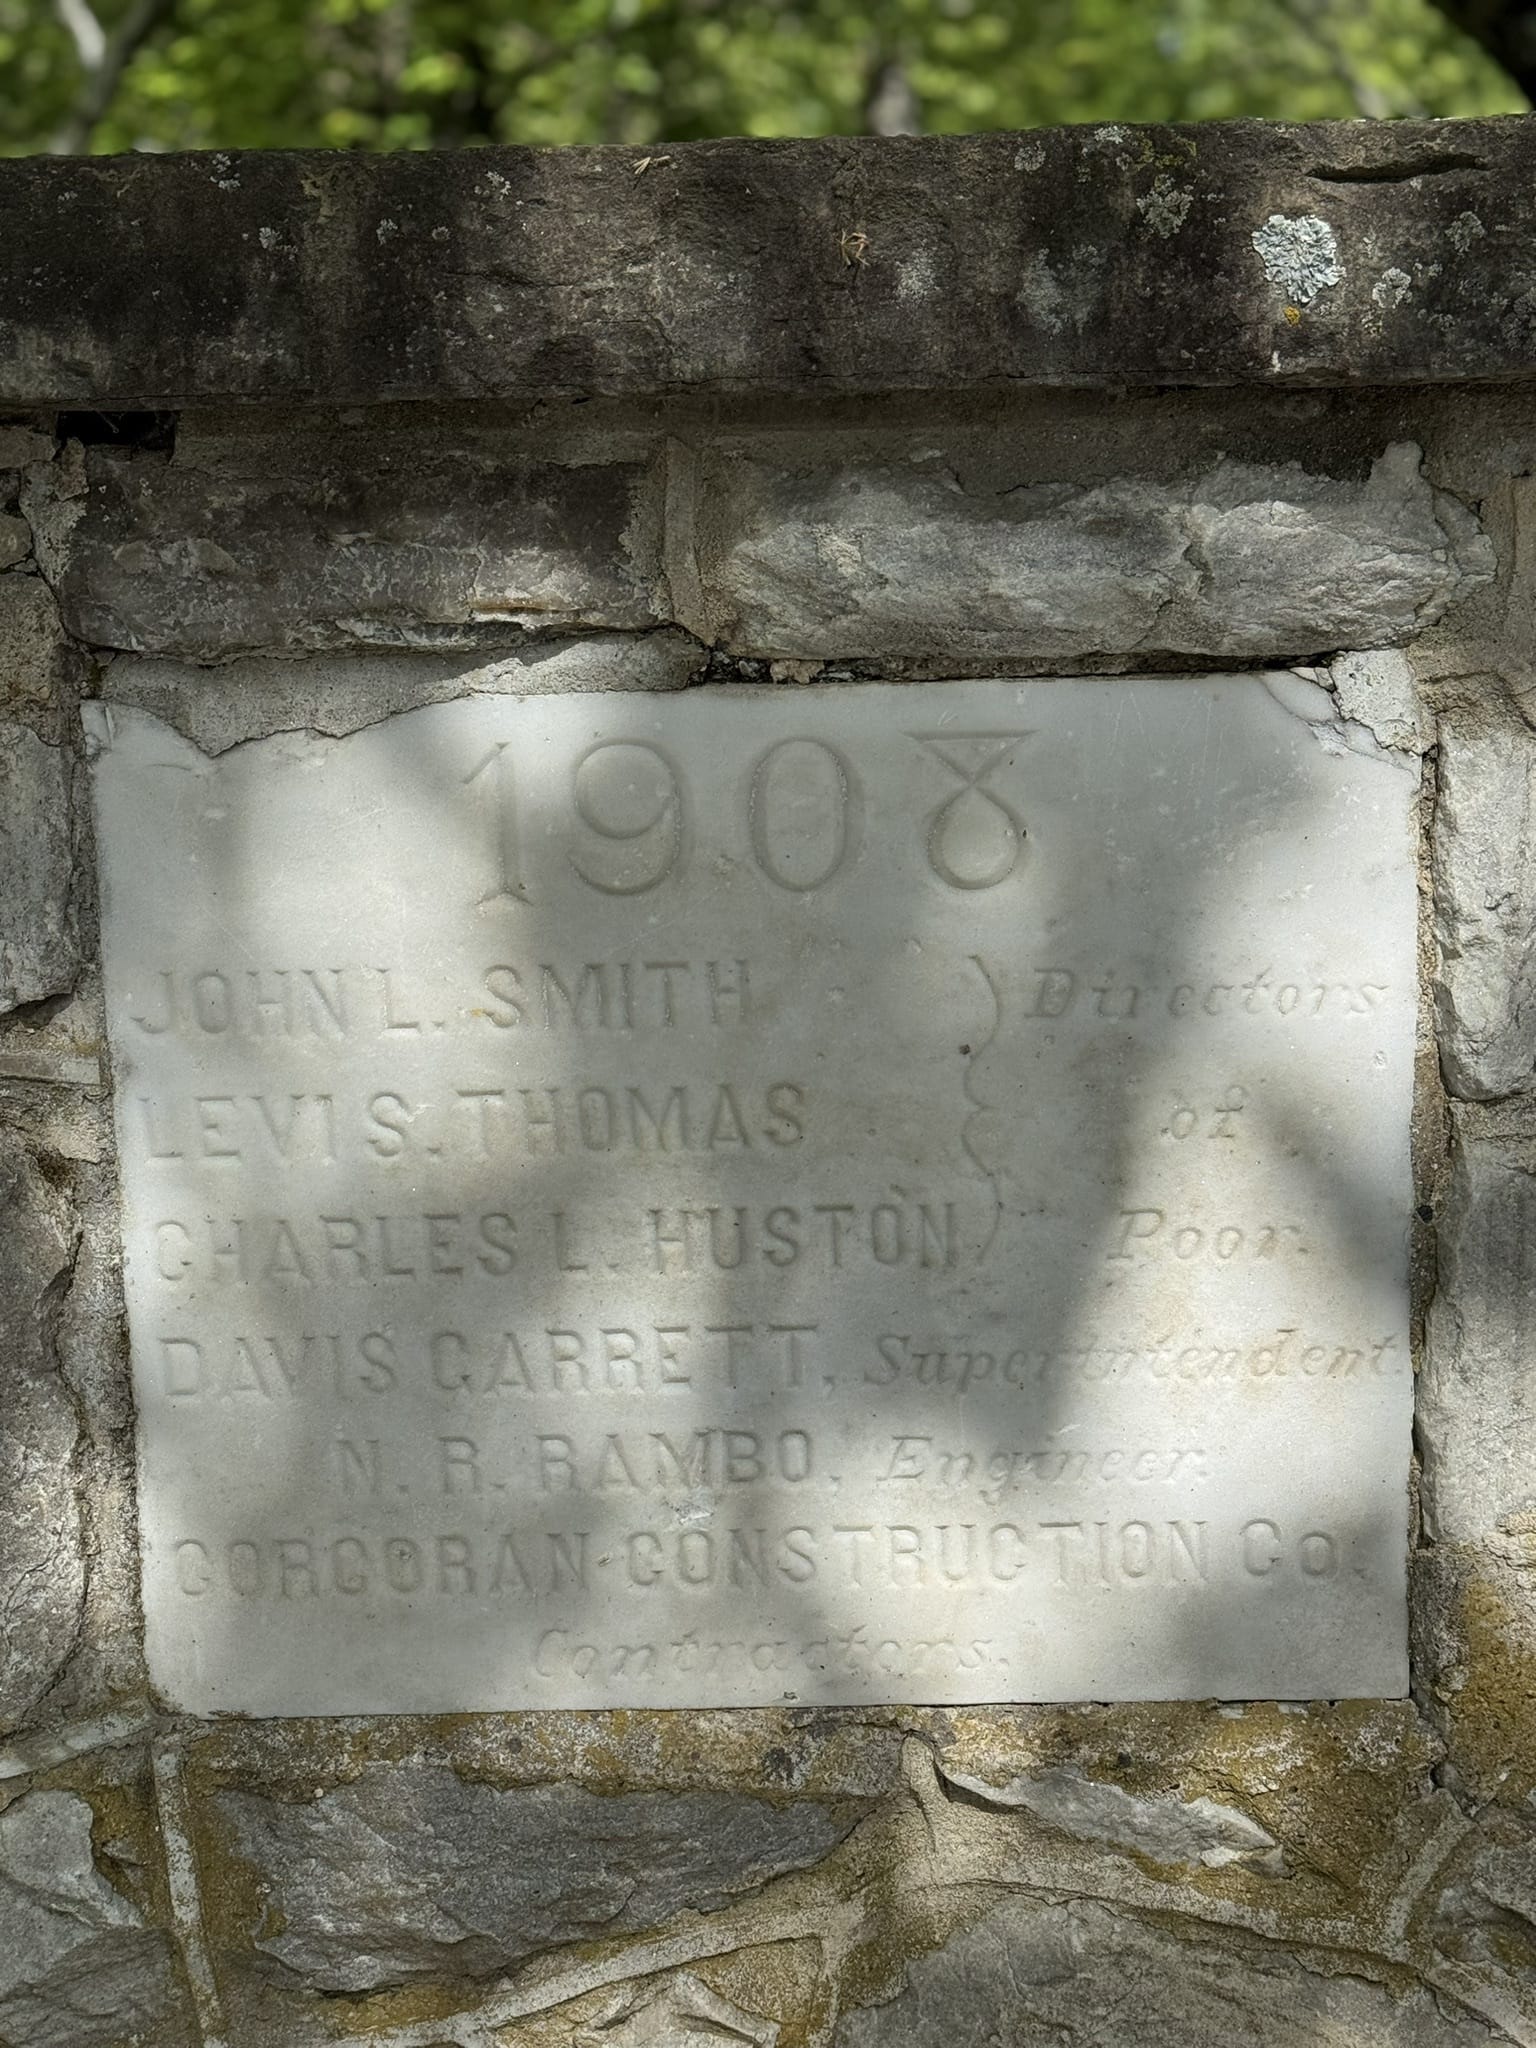 1908
JOHN L. SMITH } Directors
LEVI S. THOMAS } of
CHARLES L. HUSTON } Poor.
DAVIS GARRETT, Superintendent.
N. R. RAMBO, Engineer.
CORCORAN CONSTRUCTION Co.
Contractors.